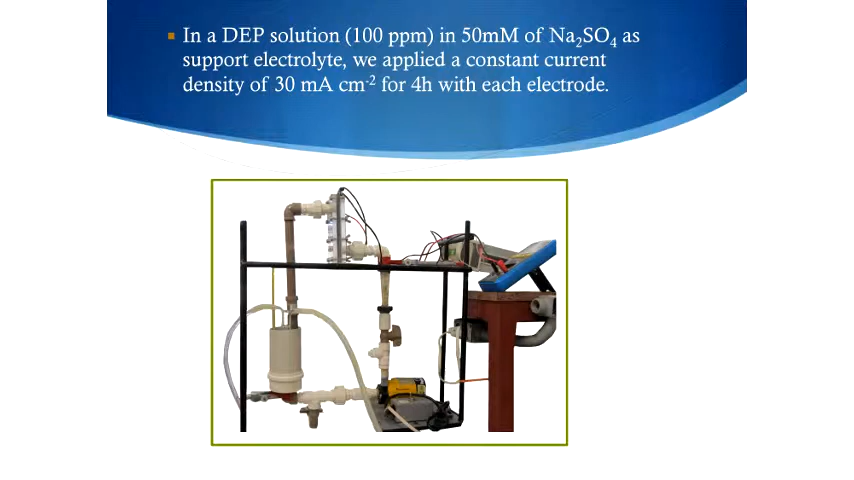 In a DEP solution (100 ppm) in 50mM of Na₂SO₄ as
support electrolyte, we applied a constant current
density of 30 mA cm⁻² for 4h with each electrode.